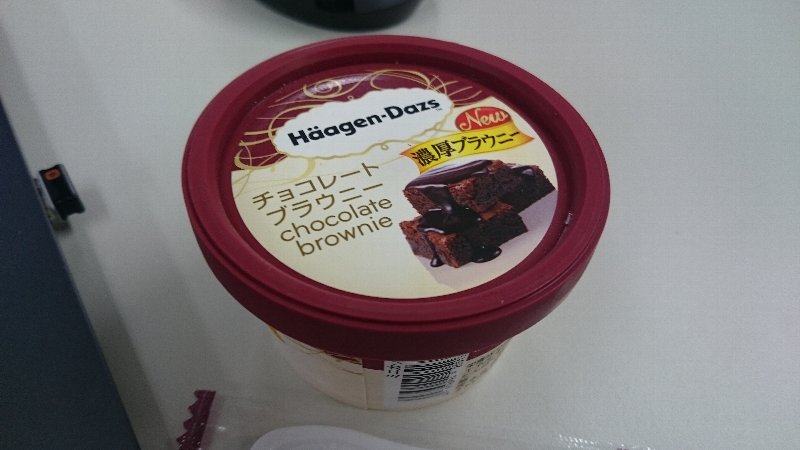 Häagen-Dazs
New
濃厚ブラウニー
チョコレート
ブラウニー
chocolate
brownie